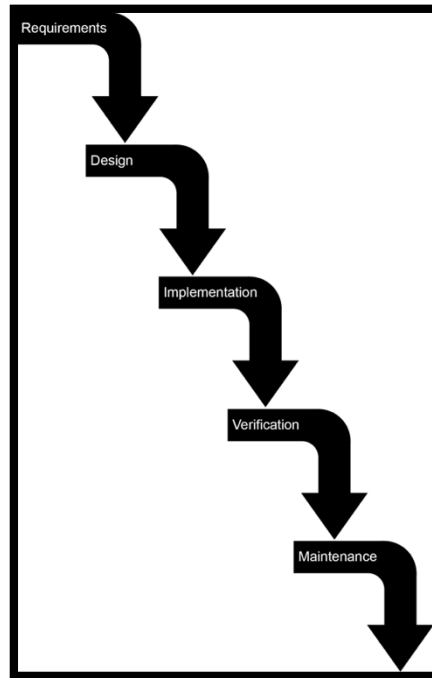 Requirements
Design
Implementation
Verification
Maintenance